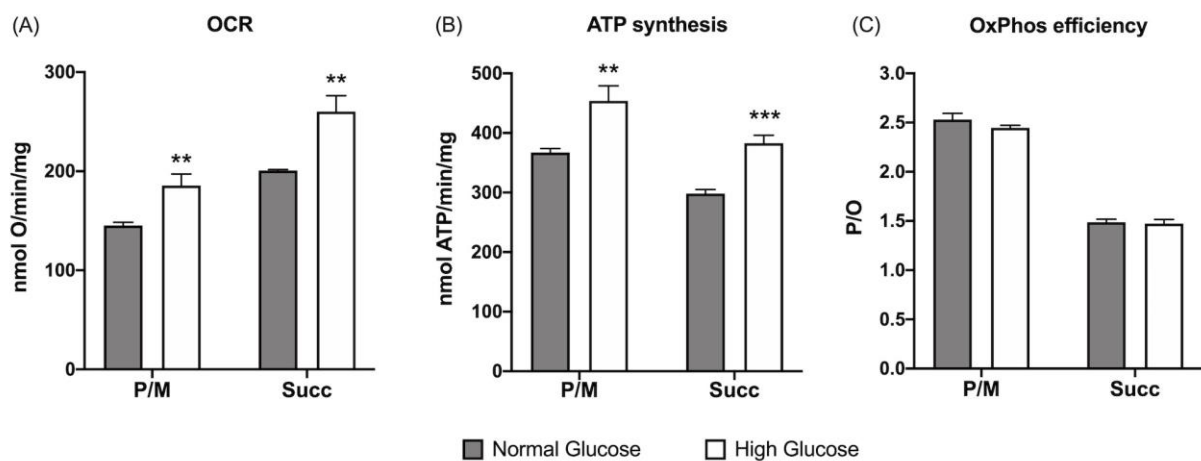 (A) OCR
nmol O/min/mg
300
200
100
0
**
**
P/M Succ
(B) ATP synthesis
nmol ATP/min/mg
500
400
300
200
100
0
**
***
P/M Succ
(C) OxPhos efficiency
P/O
3.0
2.5
2.0
1.5
1.0
0.5
0.0
P/M Succ
Normal Glucose High Glucose